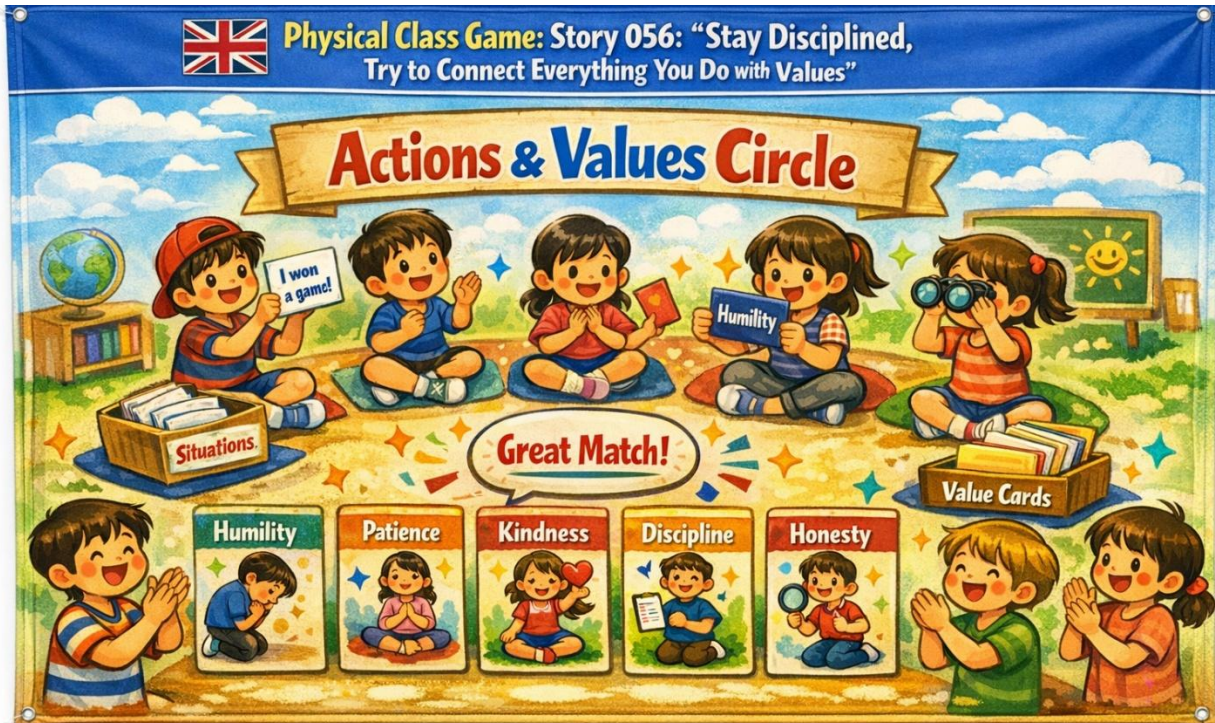 Physical Class Game: Story 056: “Stay Disciplined,
Try to Connect Everything You Do with Values”
Actions & Values Circle
I won
a game!
Humility
Situations
Great Match!
Value Cards
Humility
Patience
Kindness
Discipline
Honesty